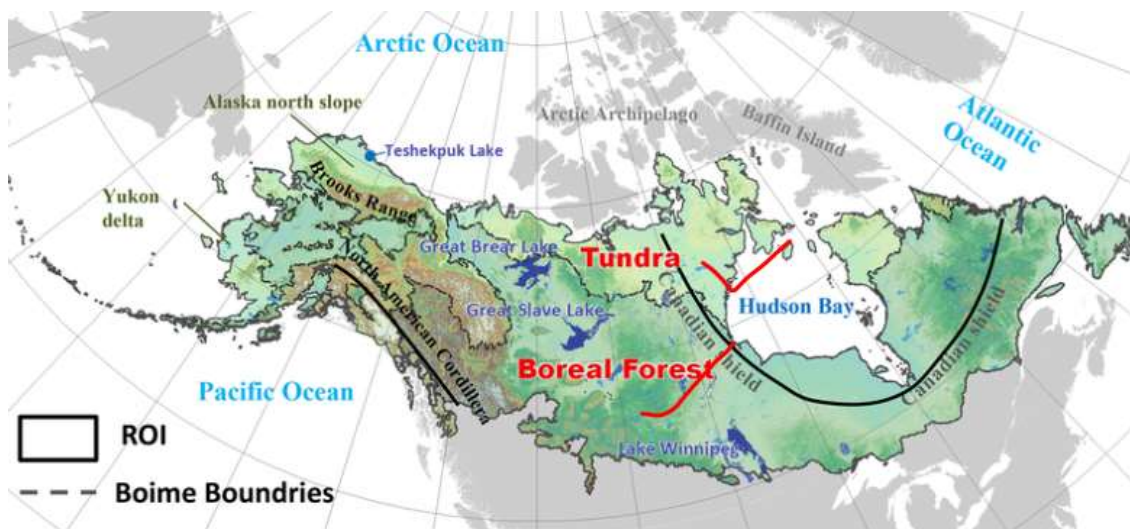 Arctic Ocean
Alaska north slope
Arctic Archipelago
Baffin Island
Atlantic
Ocean
Teshekpuk Lake
Brooks Range
Yukon
delta
Great Brear Lake
Tundra
North American Cordillera
Great Slave Lake
Canadian shield
Hudson Bay
Canadian shield
Boreal Forest
Pacific Ocean
Lake Winnipeg
ROI
Boime Boundries